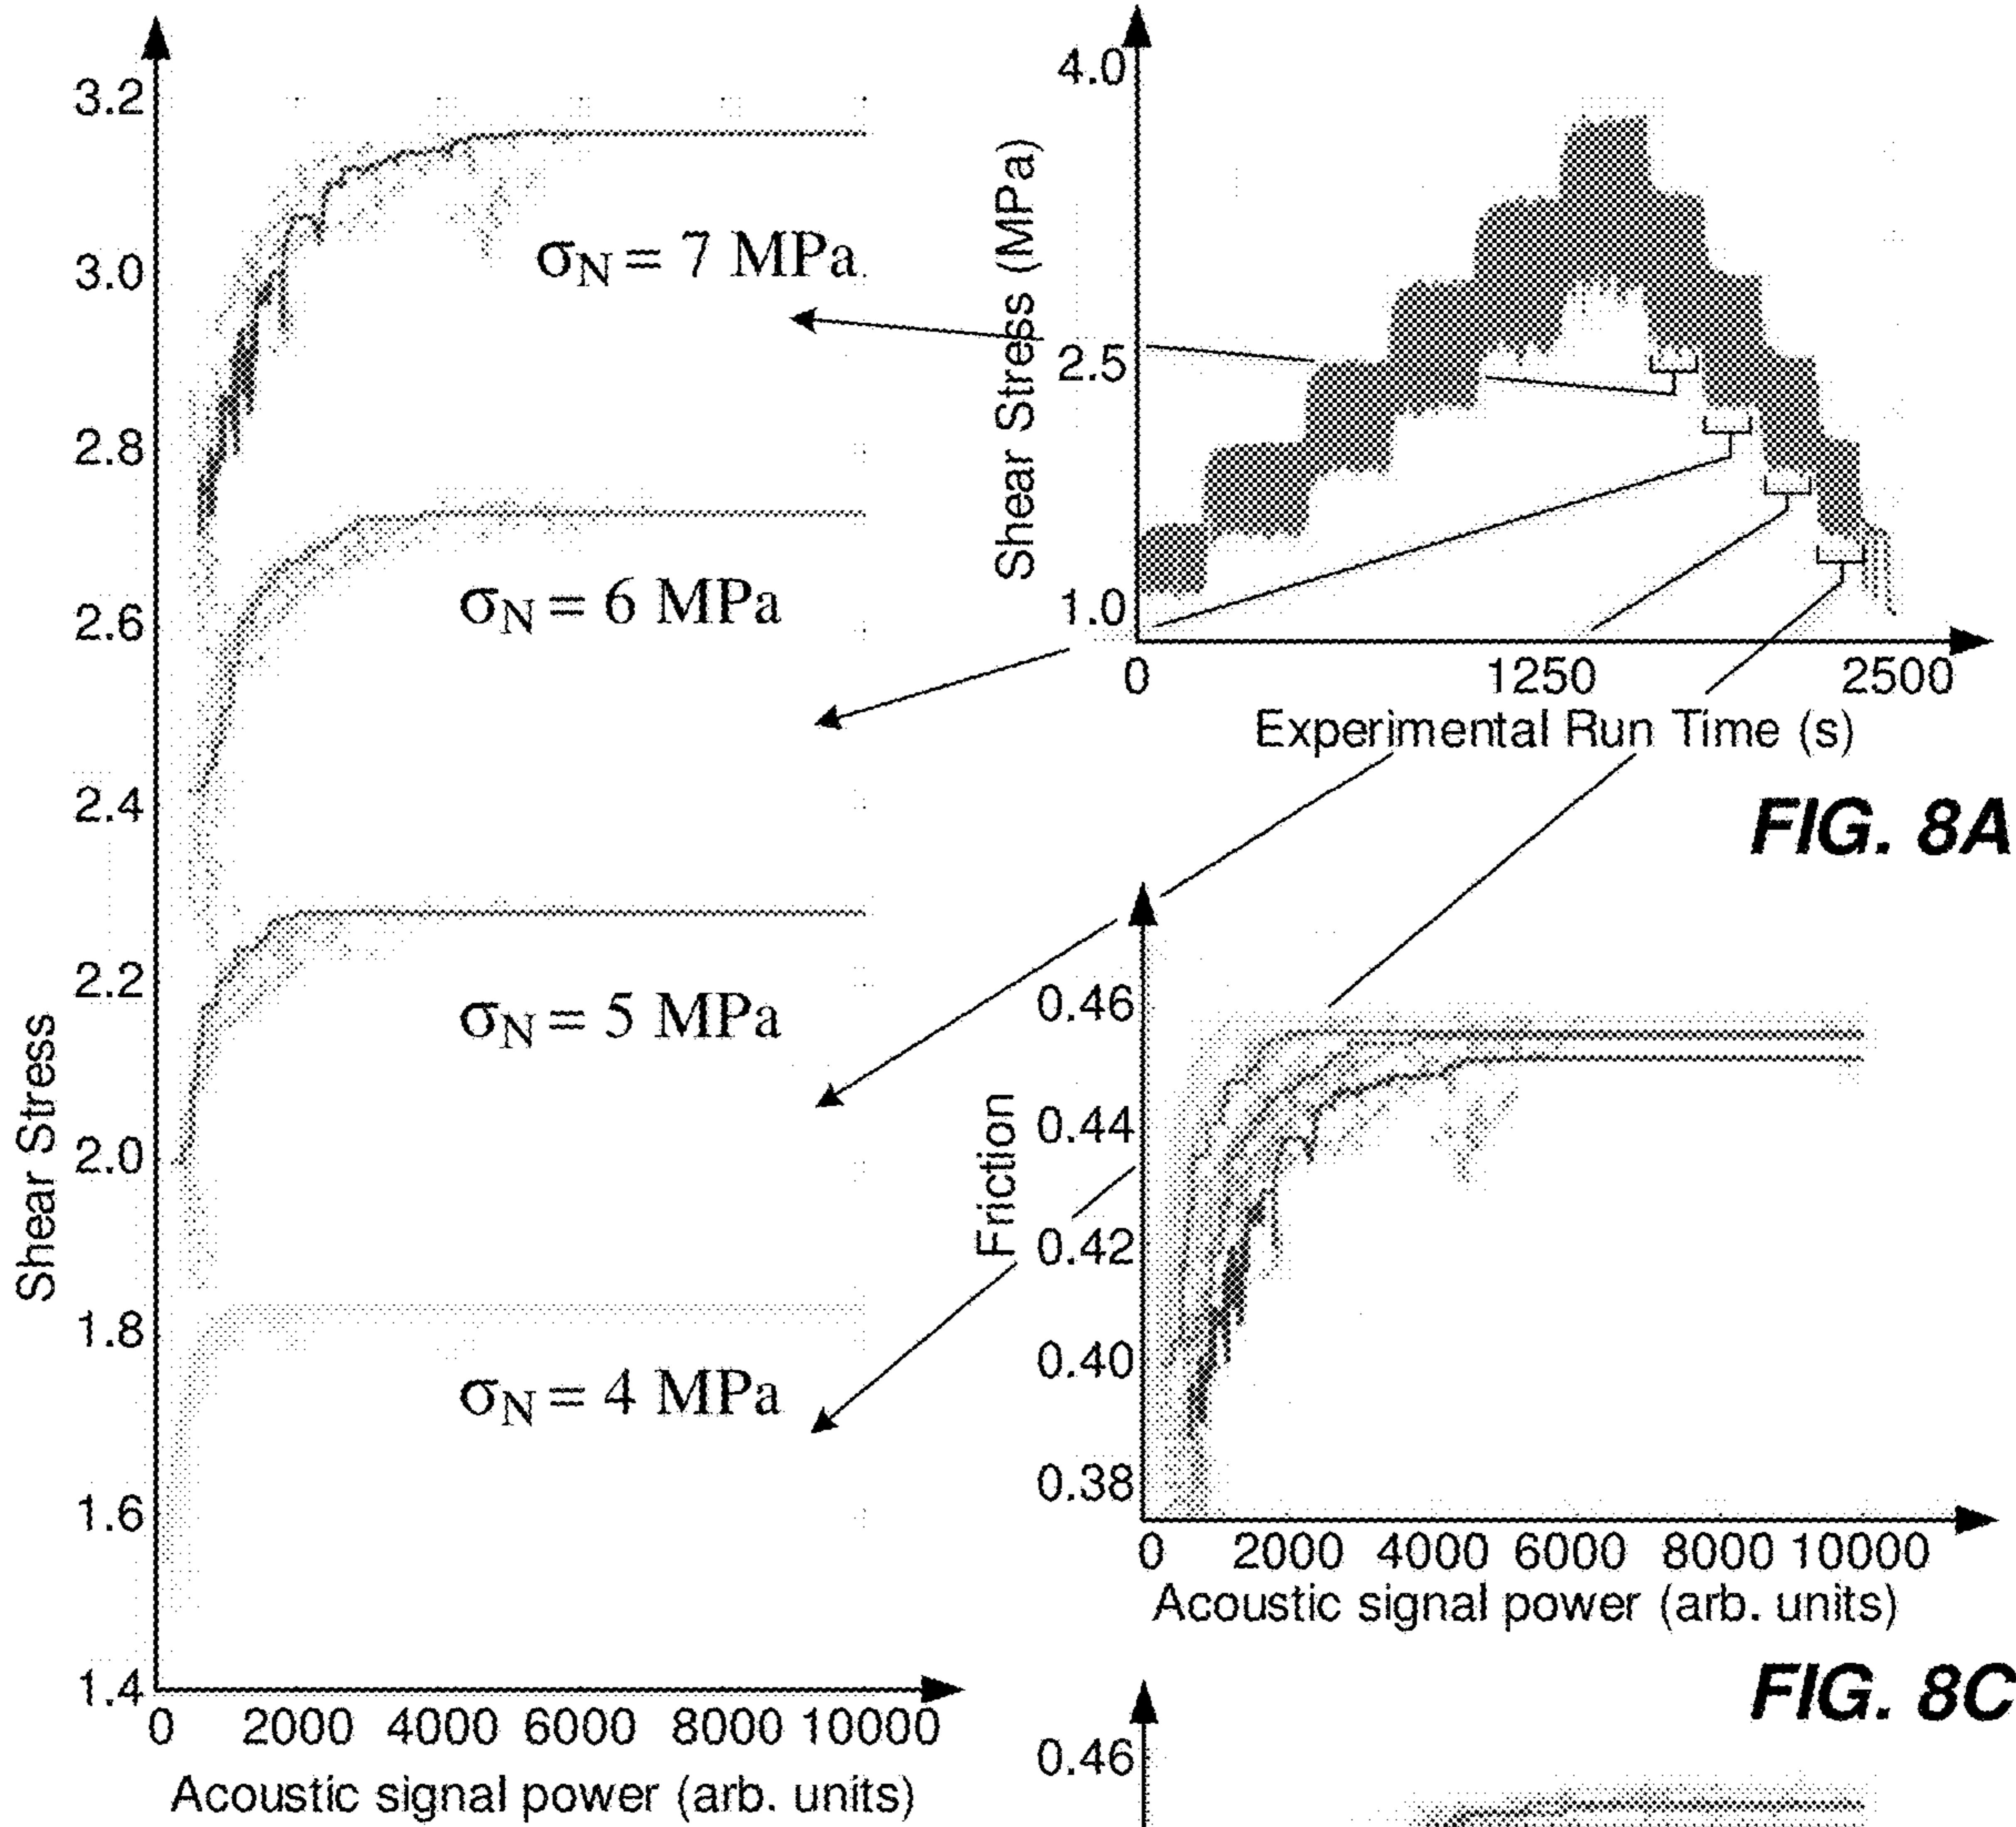 3.2
3.0
2.8
2.6
2.4
2.2
2.0
1.8
1.6
1.4
Shear Stress
σN = 7 MPa
σN = 6 MPa
σN = 5 MPa
σN = 4 MPa
0 2000 4000 6000 8000 10000
Acoustic signal power (arb. units)
4.0
2.5
1.0
Shear Stress (MPa)
0 1250 2500
Experimental Run Time (s)
FIG. 8A
0.46
0.44
0.42
0.40
0.38
Friction
0 2000 4000 6000 8000 10000
Acoustic signal power (arb. units)
FIG. 8C
0.46